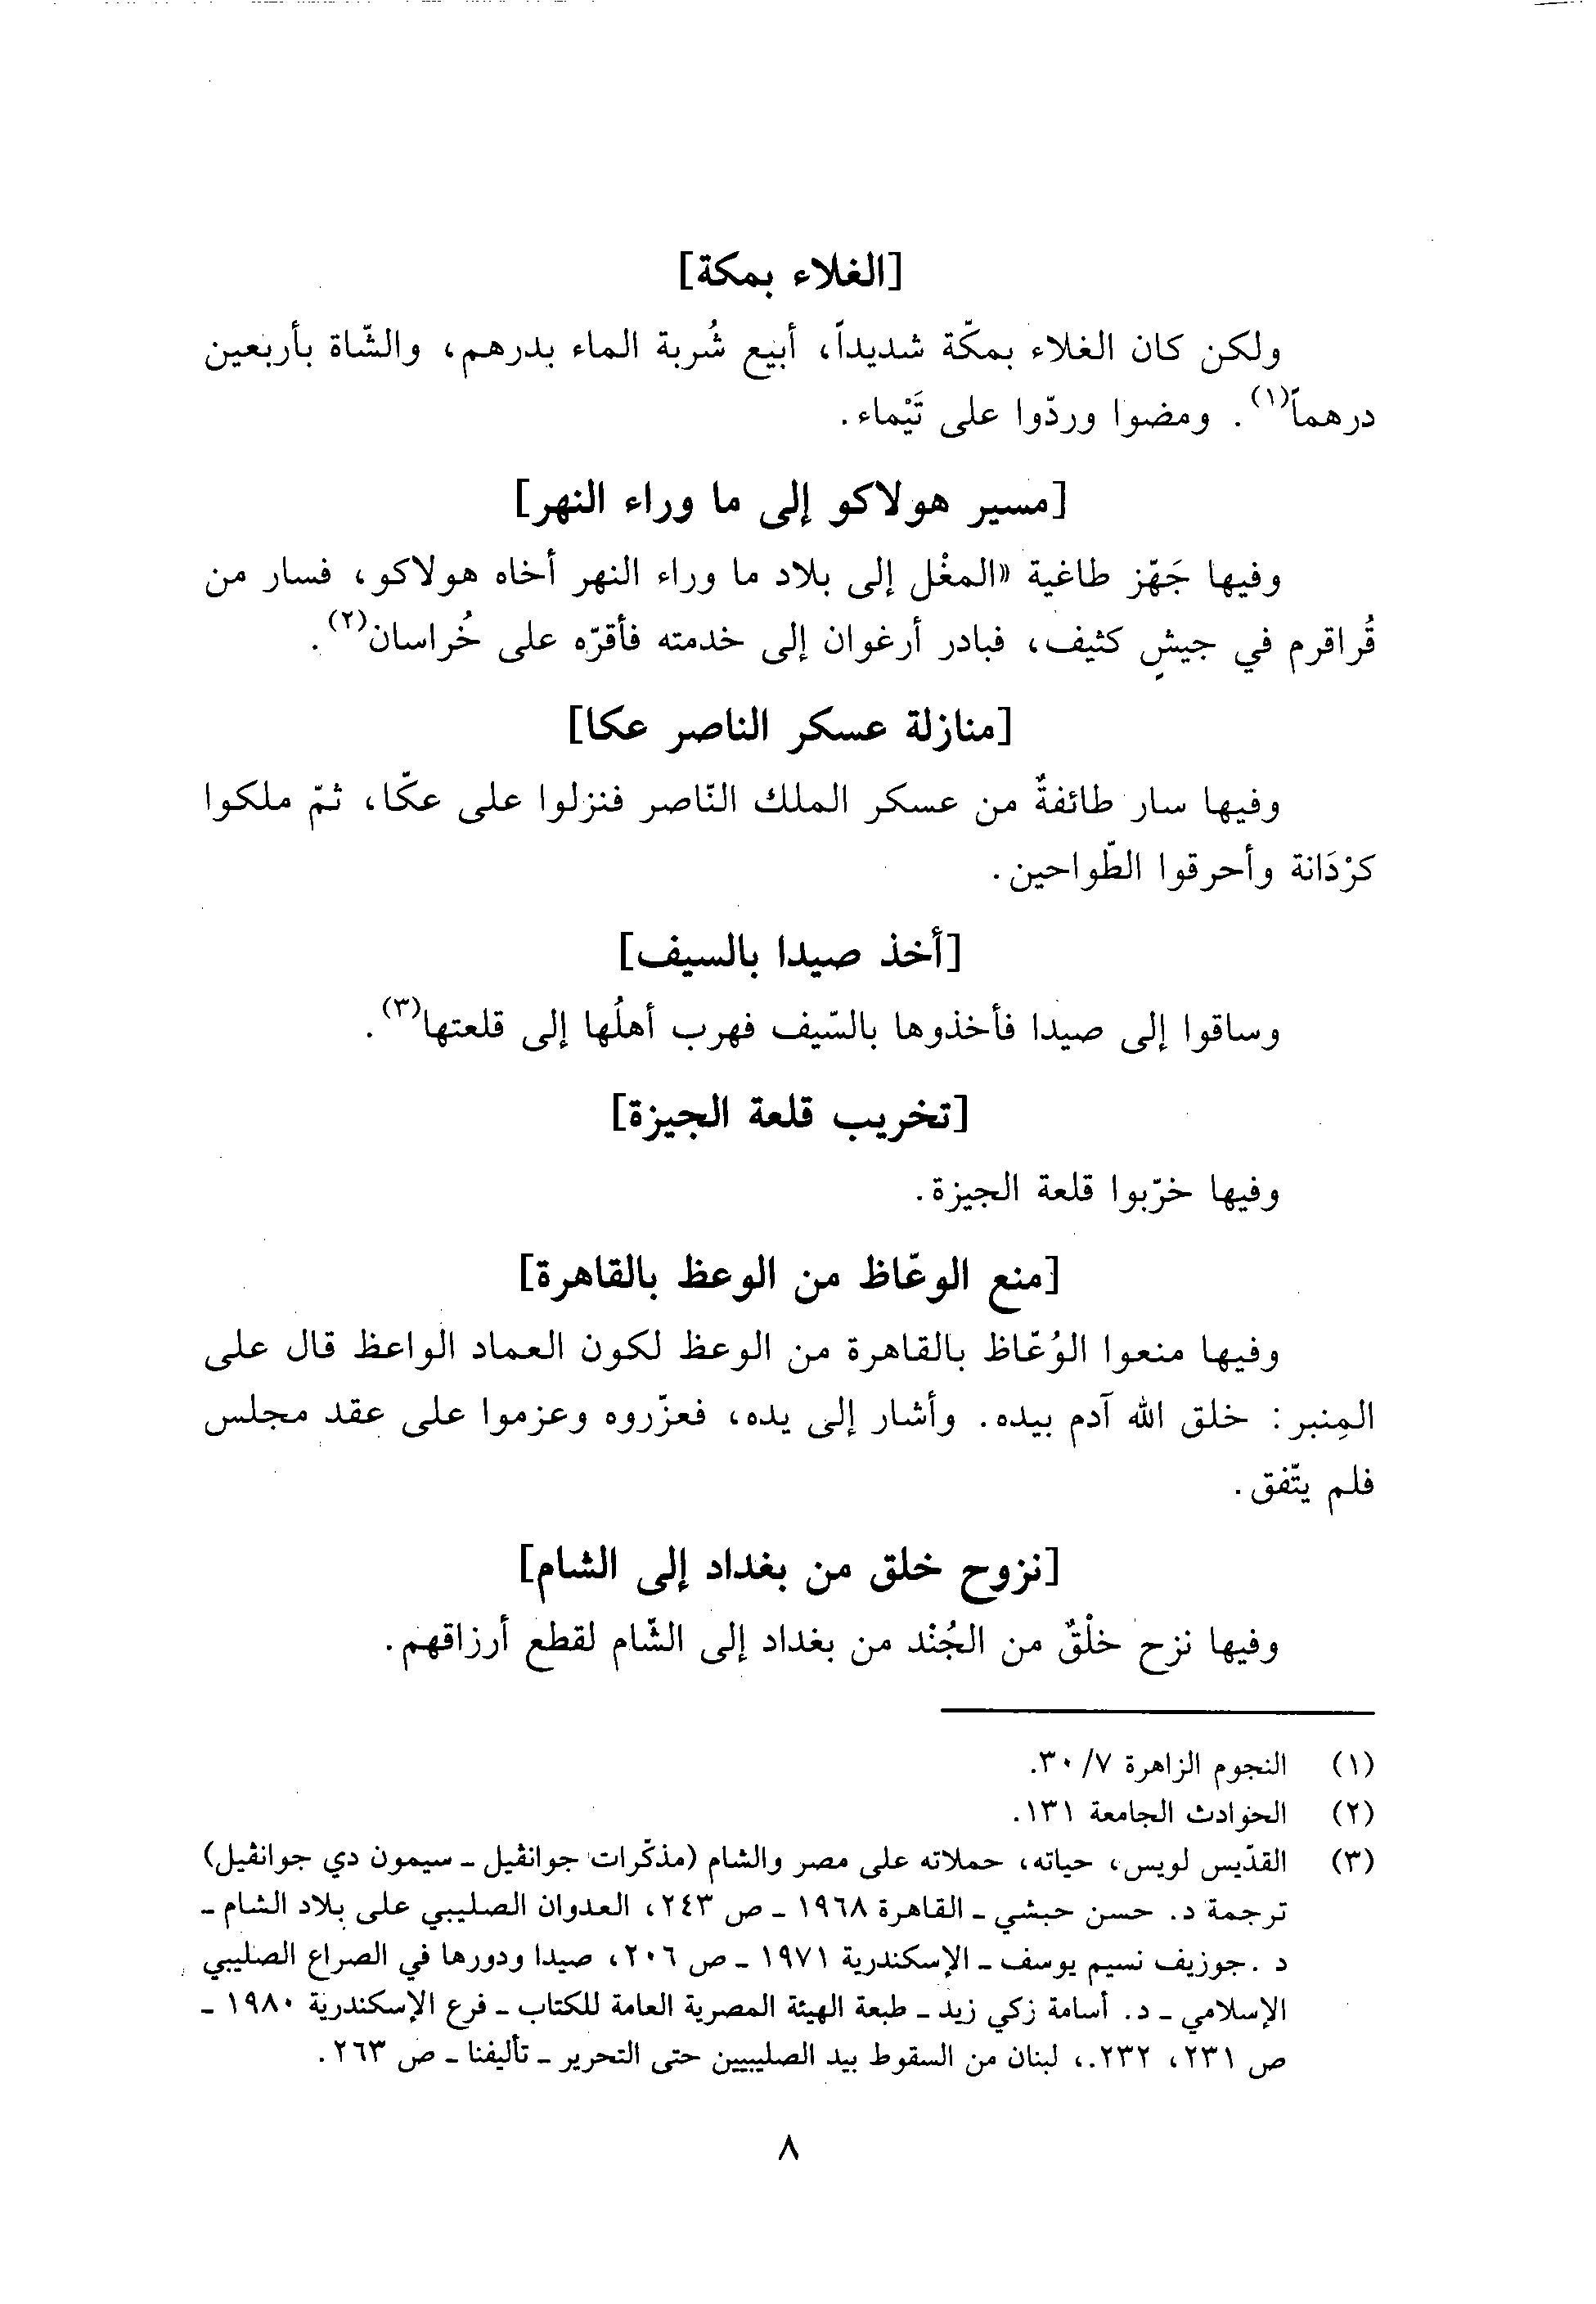 [الغلاء بمكة]
ولكن كان الغلاء بمكّة شديداً، أبيع شُربة الماء بدرهم، والشّاة بأربعين
درهماً(١). ومضوا وردّوا على تَيْماء.
[مسير هولاكو إلى ما وراء النهر]
وفيها جَهّز طاغية «المغْل إلى بلاد ما وراء النهر أخاه هولاكو، فسار من
قُراقرم في جيشٍ كثيف، فبادر أرغوان إلى خدمته فأقرّه على خُراسان(٢).
[منازلة عسكر الناصر عكا]
وفيها سار طائفةٌ من عسكر الملك النّاصر فنزلوا على عكّا، ثمّ ملكوا
كرْدَانة وأحرقوا الطّواحين.
[أخذ صيدا بالسيف]
وساقوا إلى صيدا فأخذوها بالسّيف فهرب أهلُها إلى قلعتها(٣).
[تخريب قلعة الجيزة]
وفيها خرّبوا قلعة الجيزة.
[منع الوعّاظ من الوعظ بالقاهرة]
وفيها منعوا الوُعّاظ بالقاهرة من الوعظ لكون العماد الواعظ قال على
المِنبر: خلق الله آدم بيده. وأشار إلى يده، فعزّروه وعزموا على عقد مجلس
فلم يتّفق.
[نزوح خلق من بغداد إلى الشام]
وفيها نزح خلْقٌ من الجُنْد من بغداد إلى الشّام لقطع أرزاقهم.
(١) النجوم الزاهرة ٧/ ٣٠.
(٢) الحوادث الجامعة ١٣١.
(٣) القدّيس لويس، حياته، حملاته على مصر والشام (مذكّرات جوانڤيل ـ سيمون دي جوانڤيل)
ترجمة د. حسن حبشي ـ القاهرة ١٩٦٨ ـ ص ٢٤٣، العدوان الصليبي على بلاد الشام ـ
د. جوزيف نسيم يوسف ـ الإسكندرية ١٩٧١ ـ ص ٢٠٦، صيدا ودورها في الصراع الصليبي
الإسلامي ـ د. أسامة زكي زيد ـ طبعة الهيئة المصرية العامة للكتاب ـ فرع الإسكندرية ١٩٨٠ ـ
ص ٢٣١، ٢٣٢.، لبنان من السقوط بيد الصليبيين حتى التحرير ـ تأليفنا ـ ص ٢٦٣.
٨